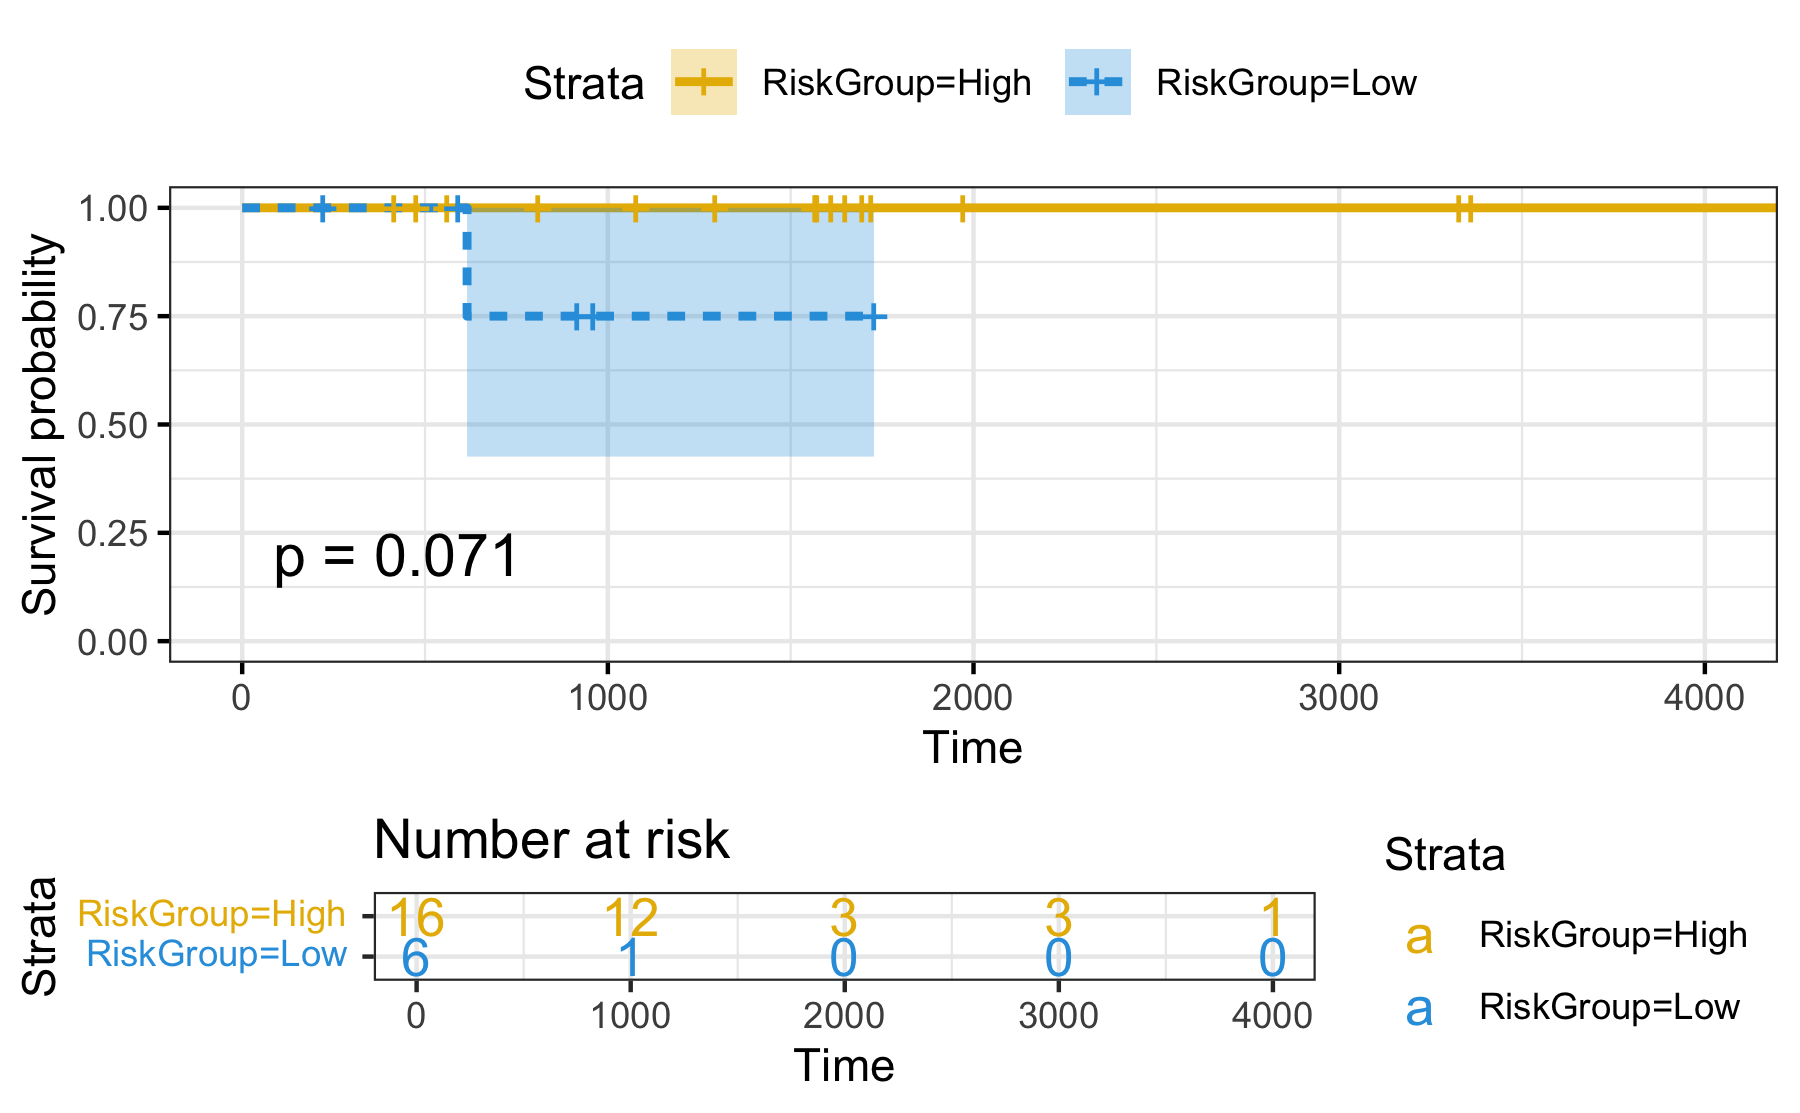 Strata RiskGroup=High RiskGroup=Low
Survival probability
1.00
0.75
0.50
0.25
0.00
p = 0.071
0 1000 2000 3000 4000
Time
Number at risk
Strata
RiskGroup=High 16 12 3 3 1
RiskGroup=Low 6 1 0 0 0
0 1000 2000 3000 4000
Time
Strata
a RiskGroup=High
a RiskGroup=Low